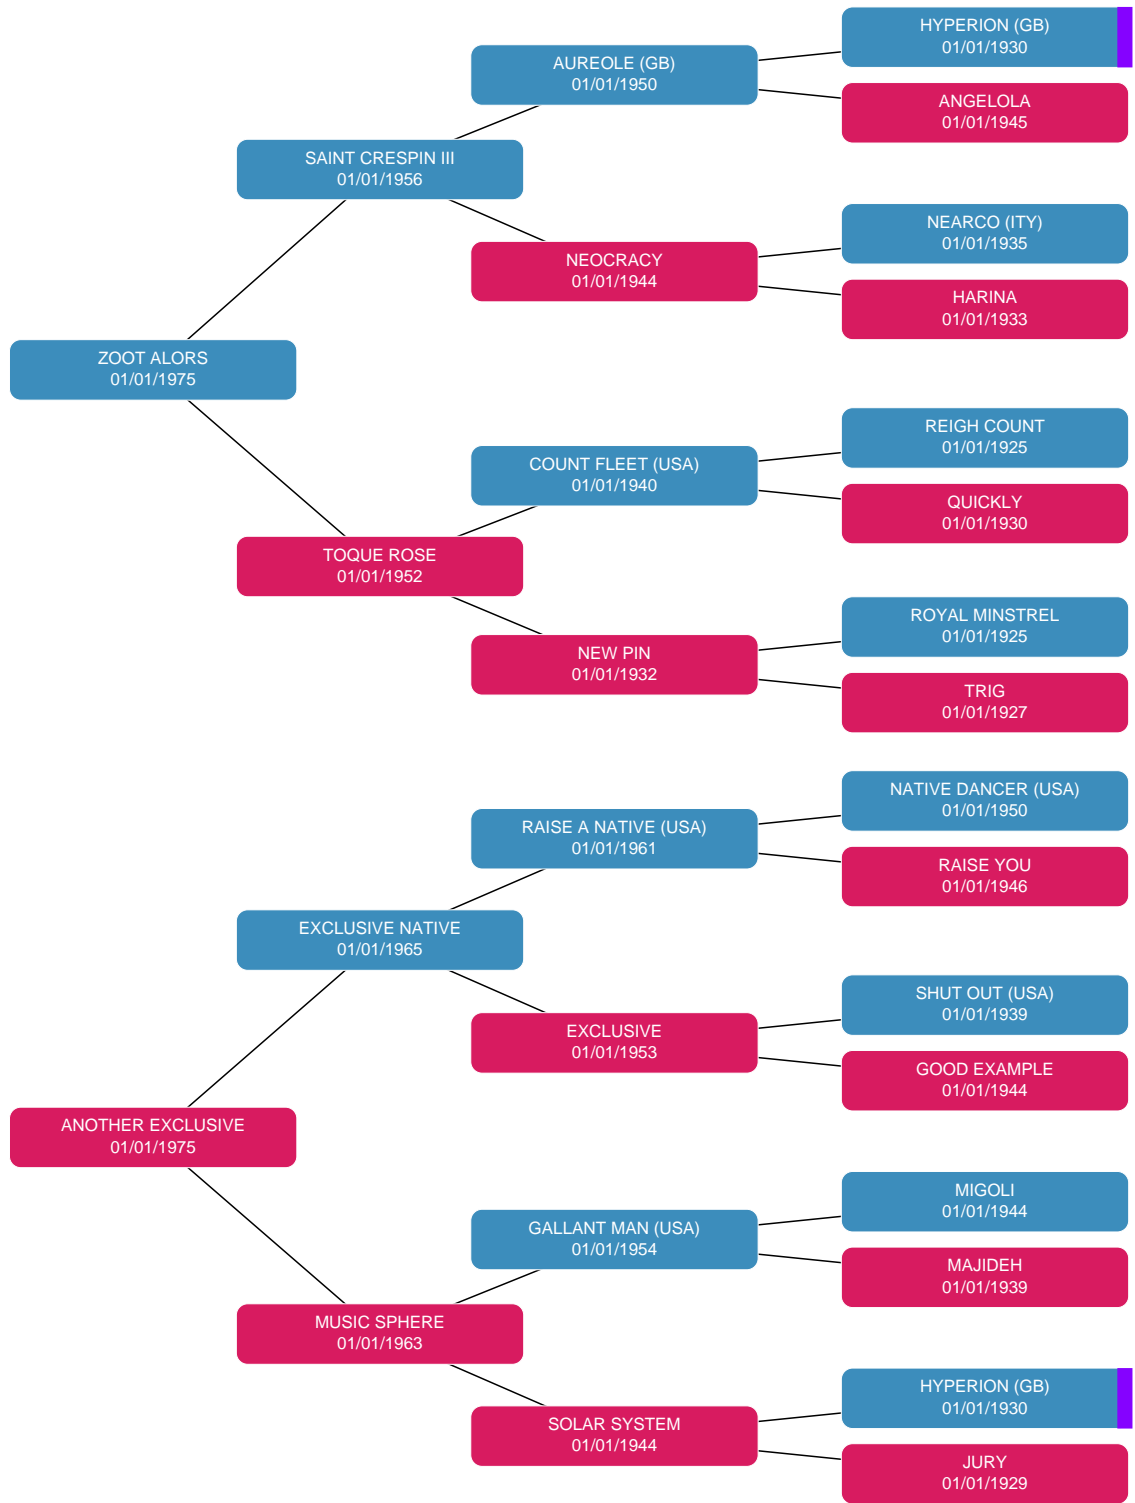 HYPERION (GB)
01/01/1930
AUREOLE (GB)
01/01/1950
ANGELOLA
01/01/1945
SAINT CRESPIN III
01/01/1956
NEARCO (ITY)
01/01/1935
NEOCRACY
01/01/1944
HARINA
01/01/1933
ZOOT ALORS
01/01/1975
REIGH COUNT
01/01/1925
COUNT FLEET (USA)
01/01/1940
QUICKLY
01/01/1930
TOQUE ROSE
01/01/1952
ROYAL MINSTREL
01/01/1925
NEW PIN
01/01/1932
TRIG
01/01/1927
NATIVE DANCER (USA)
01/01/1950
RAISE A NATIVE (USA)
01/01/1961
RAISE YOU
01/01/1946
EXCLUSIVE NATIVE
01/01/1965
SHUT OUT (USA)
01/01/1939
EXCLUSIVE
01/01/1953
GOOD EXAMPLE
01/01/1944
ANOTHER EXCLUSIVE
01/01/1975
MIGOLI
01/01/1944
GALLANT MAN (USA)
01/01/1954
MAJIDEH
01/01/1939
MUSIC SPHERE
01/01/1963
HYPERION (GB)
01/01/1930
SOLAR SYSTEM
01/01/1944
JURY
01/01/1929